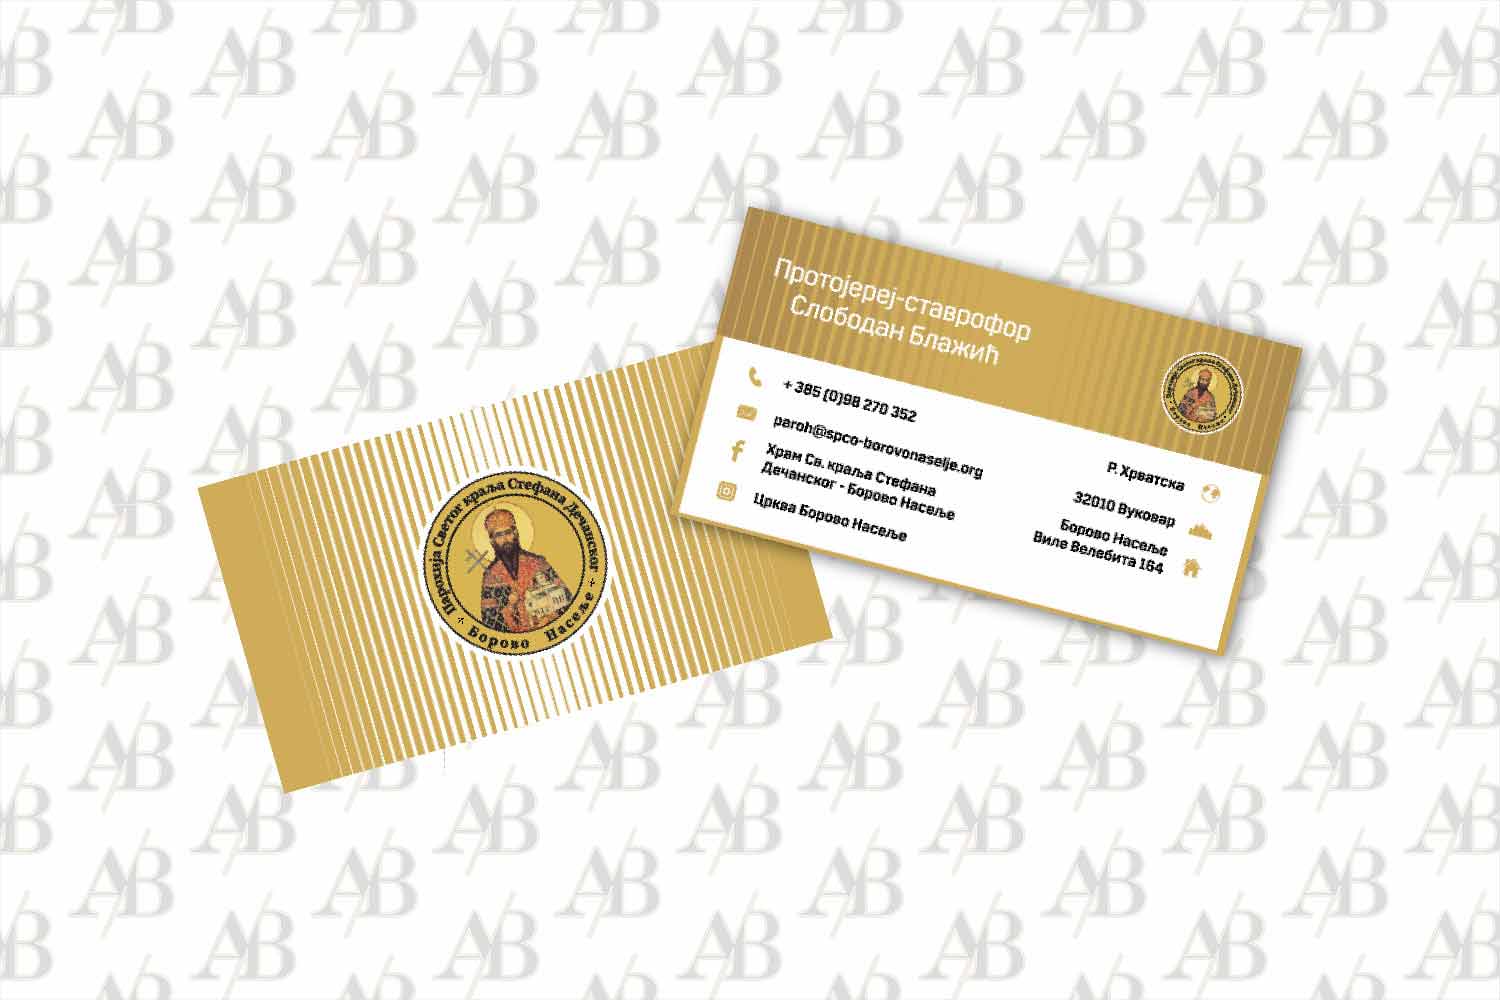 Парохија Светог краља Стефана Дечанског
Борово Насеље
Протојереј-ставрофор
Слободан Блажић
+ 385 (0)98 270 352
paroh@spco-borovonaselje.org
Храм Св. краља Стефана
Дечанског - Борово Насеље
Црква Борово Насеље
Р. Хрватска
32010 Вуковар
Борово Насеље
Виле Велебита 164
A/B